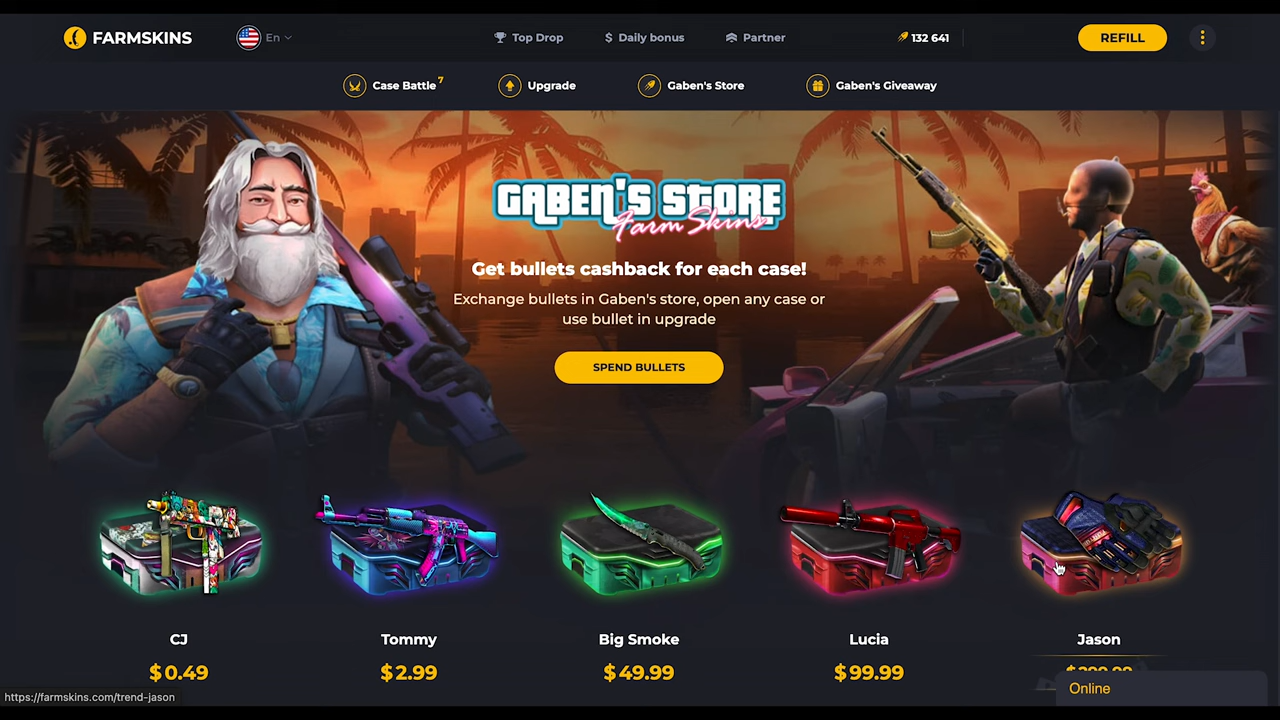 FARMSKINS
En
Top Drop
$ Daily bonus
Partner
132 641
REFILL
Case Battle 7
Upgrade
Gaben's Store
Gaben's Giveaway
GABEN'S STORE
Farm Skins
Get bullets cashback for each case!
Exchange bullets in Gaben's store, open any case or
use bullet in upgrade
SPEND BULLETS
CJ
Tommy
Big Smoke
Lucia
Jason
$0.49
$2.99
$49.99
$99.99
Online
https://farmskins.com/trend-jason